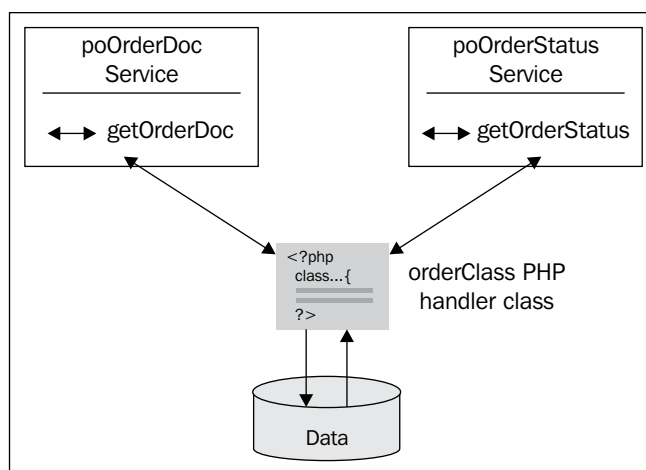 poOrderDoc
Service
getOrderDoc
poOrderStatus
Service
getOrderStatus
<?php
class...{
?>
orderClass PHP
handler class
Data